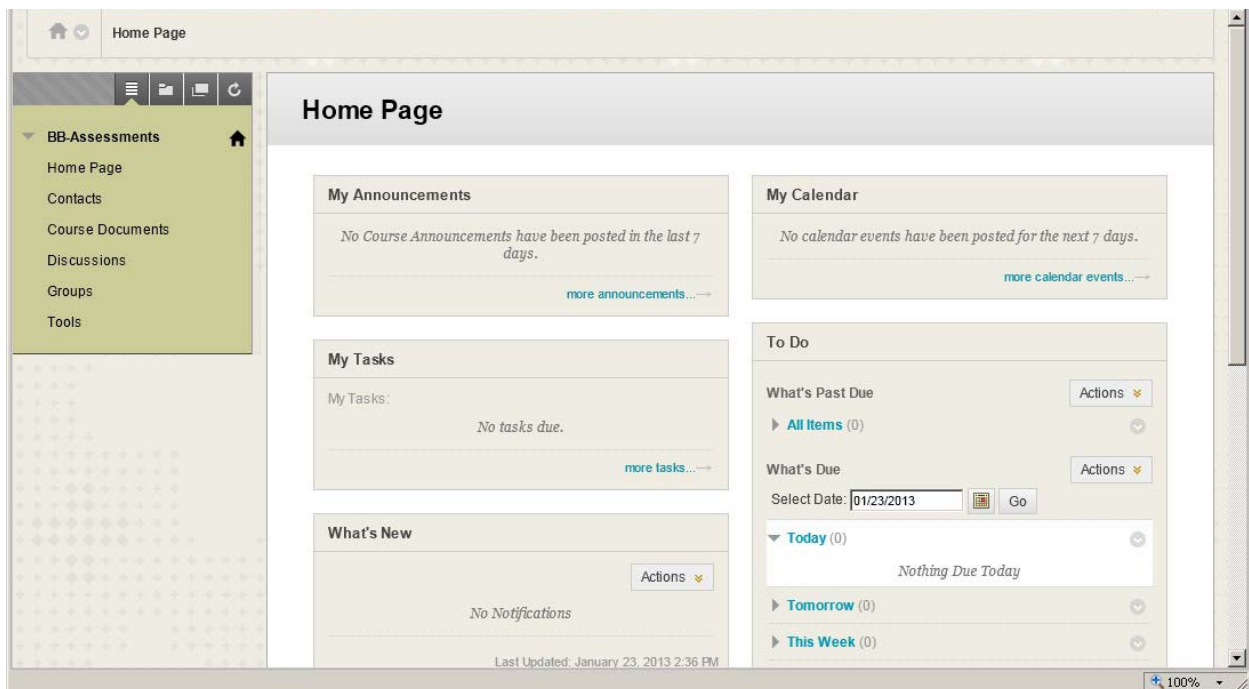 Home Page
BB-Assessments
Home Page
Contacts
Course Documents
Discussions
Groups
Tools
Home Page
My Announcements
No Course Announcements have been posted in the last 7
days.
more announcements...→
My Tasks
My Tasks:
No tasks due.
more tasks...→
What's New
Actions
No Notifications
Last Updated: January 23, 2013 2:36 PM
My Calendar
No calendar events have been posted for the next 7 days.
more calendar events...→
To Do
What's Past Due
Actions
All Items (0)
What's Due
Actions
Select Date: 01/23/2013 Go
Today (0)
Nothing Due Today
Tomorrow (0)
This Week (0)
100%